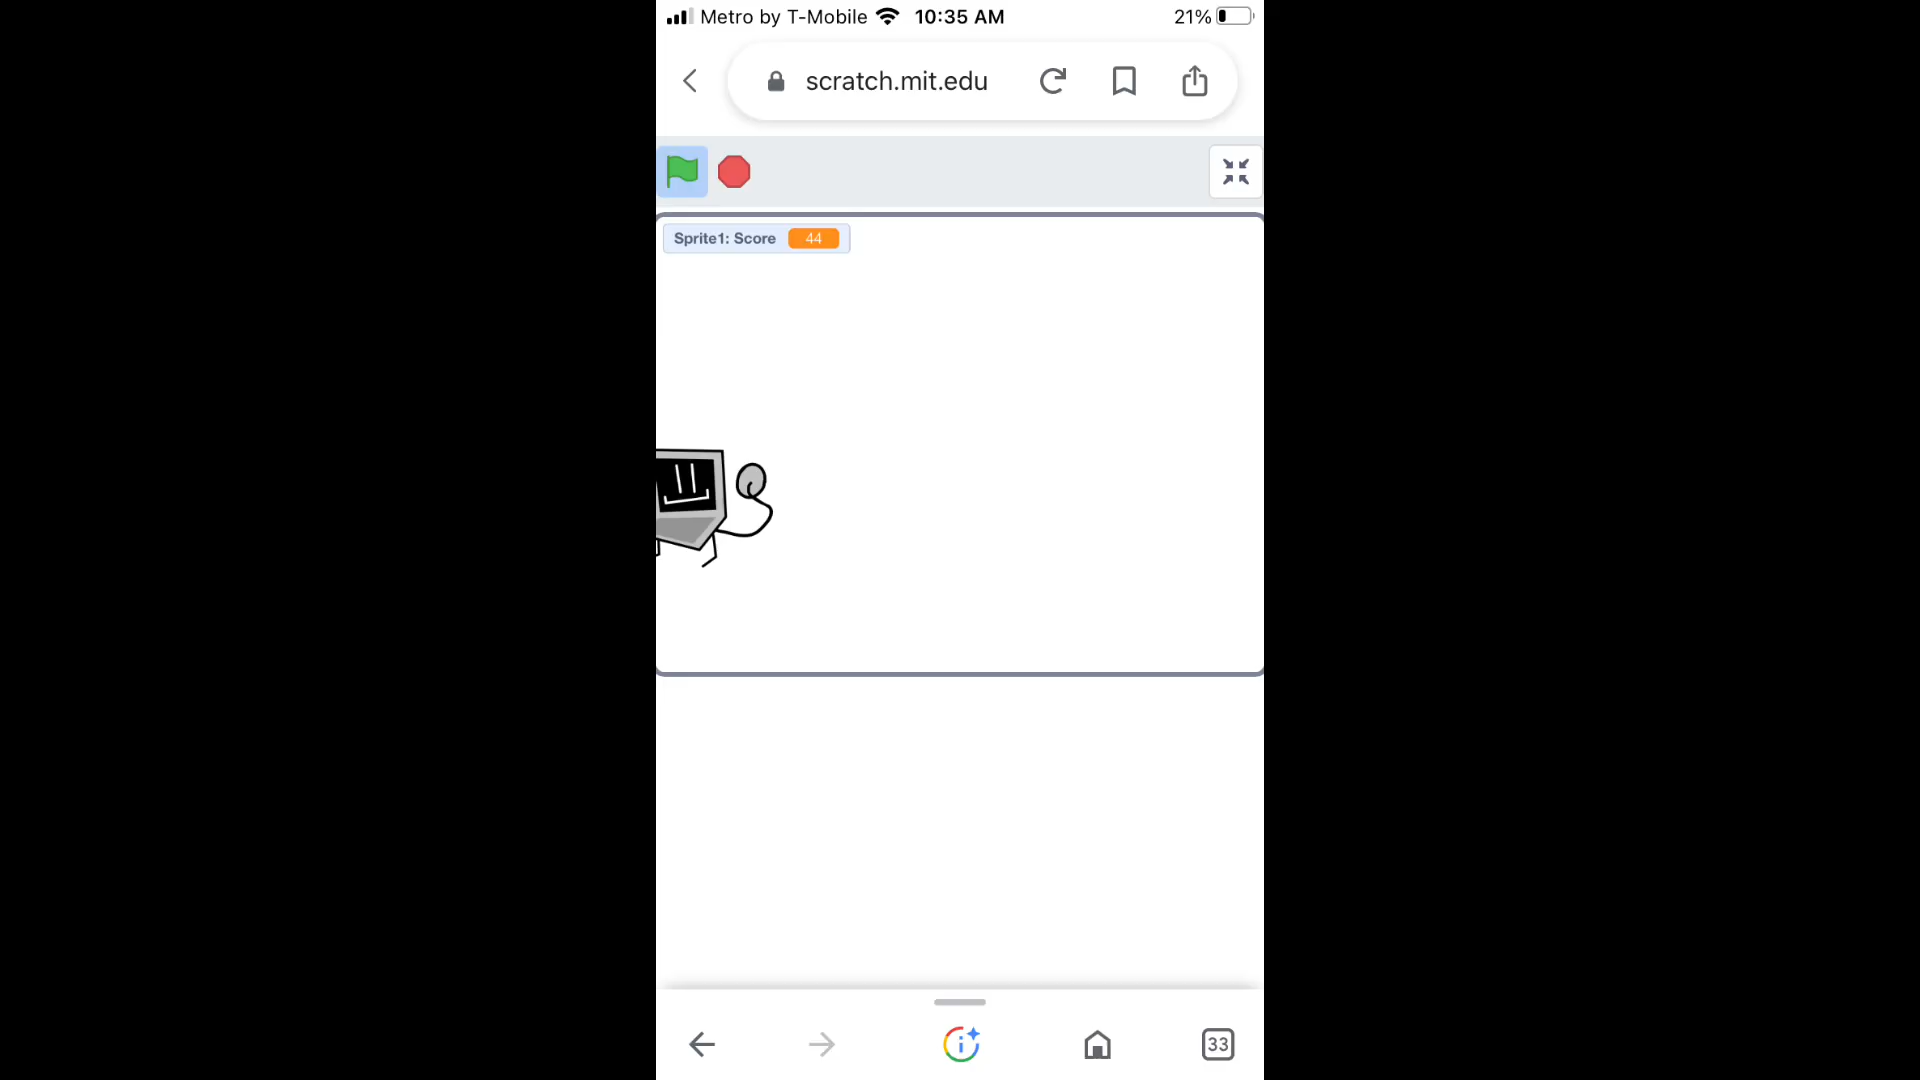 Metro by T-Mobile 10:35 AM 21%
scratch.mit.edu
Sprite1: Score 44
33